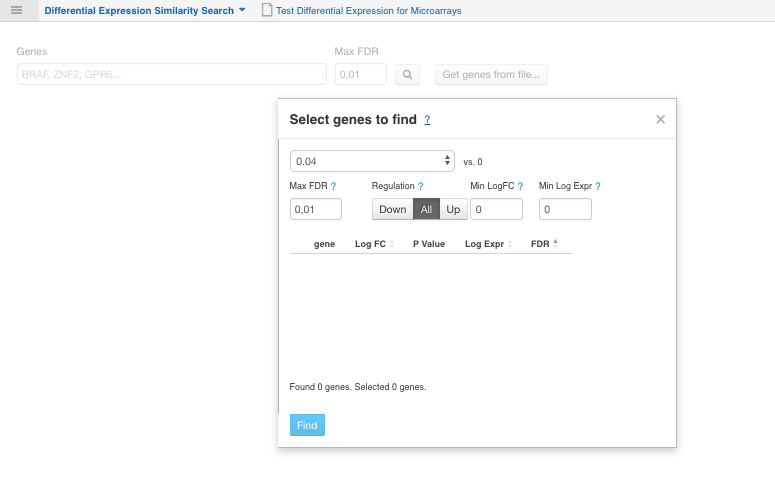 Differential Expression Similarity Search Test Differential Expression for Microarrays
Genes Max FDR
BRAF, ZNF2, GPR6... 0,01 Get genes from file...
Select genes to find ? ×
0.04 vs. 0
Max FDR ? Regulation ? Min LogFC ? Min Log Expr ?
0,01 Down All Up 0 0
gene Log FC P Value Log Expr FDR
Found 0 genes. Selected 0 genes.
Find